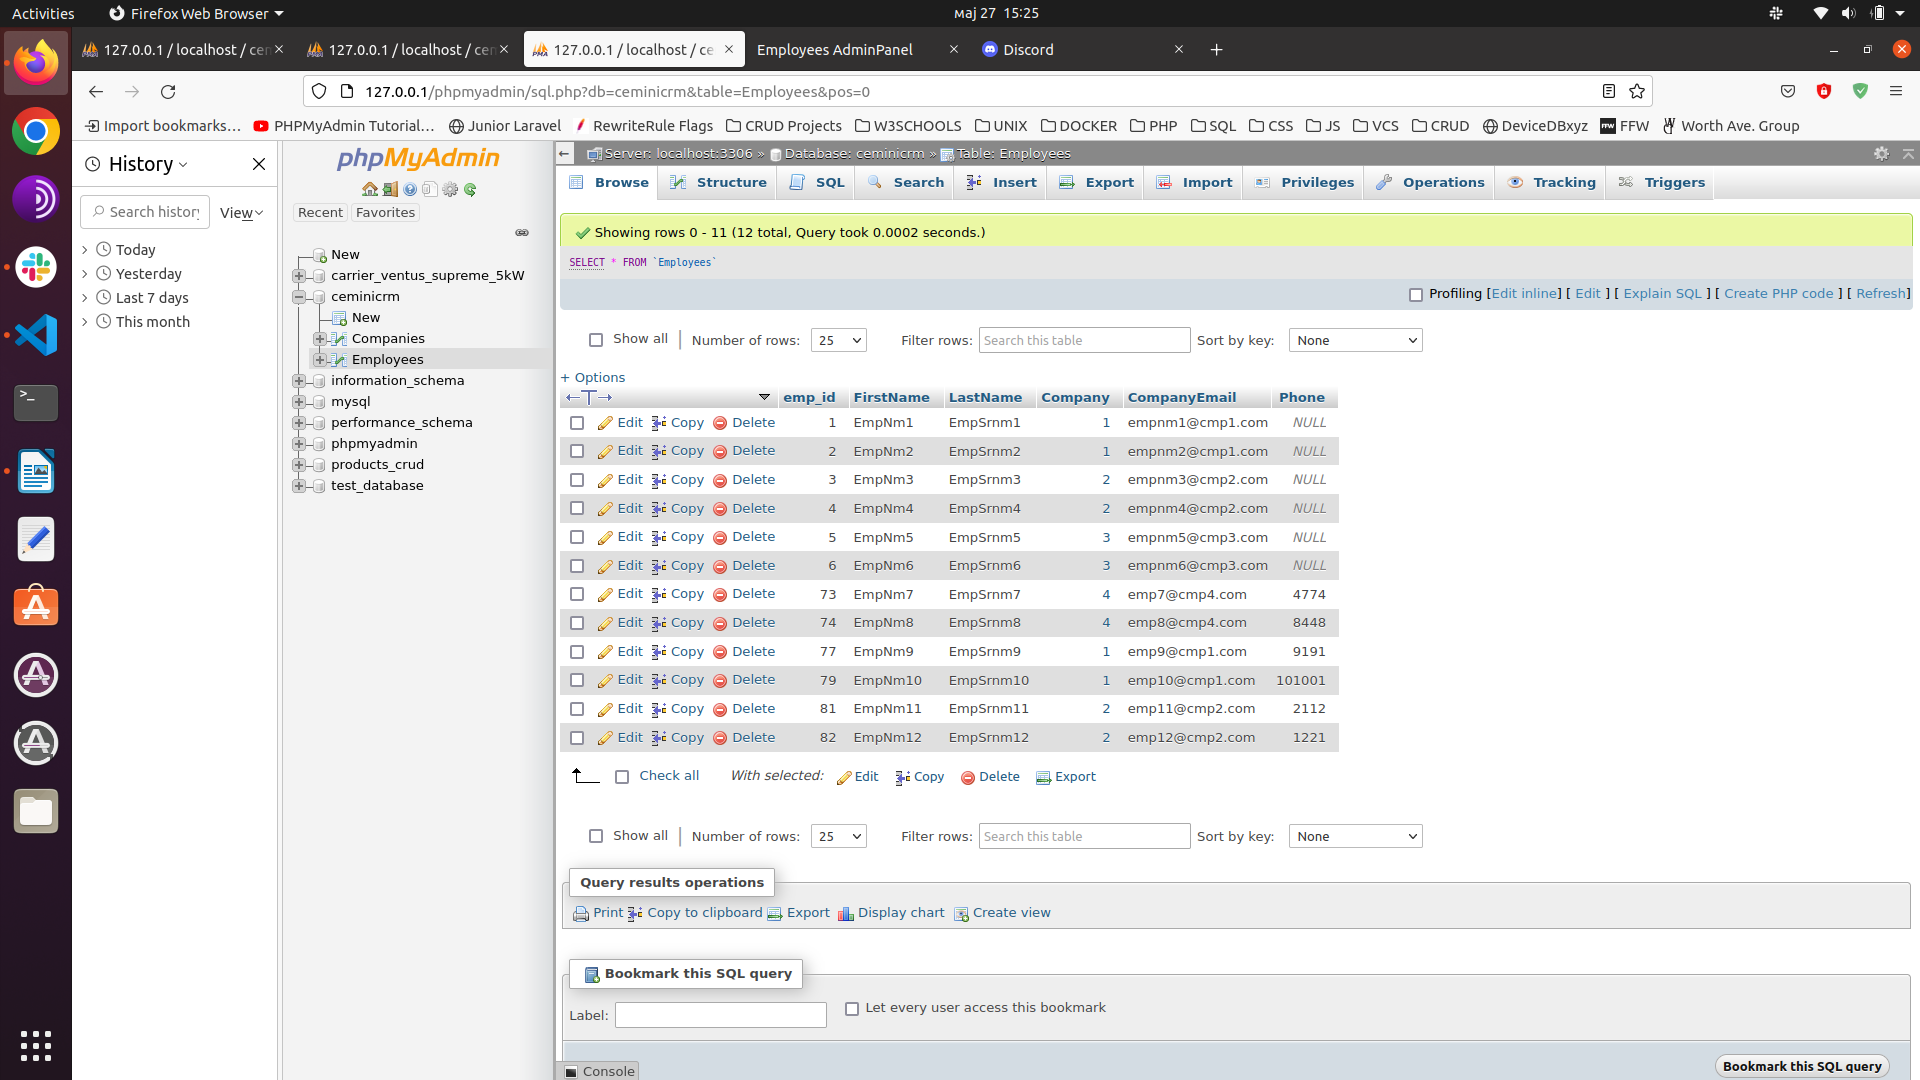 Activities
Firefox Web Browser
мај 27 15:25
127.0.0.1 / localhost / cen
127.0.0.1 / localhost / cen
127.0.0.1 / localhost / ce
Employees AdminPanel
Discord
127.0.0.1/phpmyadmin/sql.php?db=ceminicrm&table=Employees&pos=0
Import bookmarks...
PHPMyAdmin Tutorial...
Junior Laravel
RewriteRule Flags
CRUD Projects
W3SCHOOLS
UNIX
DOCKER
PHP
SQL
CSS
JS
VCS
CRUD
DeviceDBxyz
FFW FFW
Worth Ave. Group
History
Search history
View
Today
Yesterday
Last 7 days
This month
phpMyAdmin
Recent
Favorites
New
carrier_ventus_supreme_5kW
ceminicrm
New
Companies
Employees
information_schema
mysql
performance_schema
phpmyadmin
products_crud
test_database
Server: localhost:3306 » Database: ceminicrm » Table: Employees
Browse
Structure
SQL
Search
Insert
Export
Import
Privileges
Operations
Tracking
Triggers
Showing rows 0 - 11 (12 total, Query took 0.0002 seconds.)
SELECT * FROM `Employees`
Profiling [Edit inline] [ Edit ] [ Explain SQL ] [ Create PHP code ] [ Refresh]
Show all | Number of rows: 25 Filter rows: Search this table Sort by key: None
+ Options
emp_id FirstName LastName Company CompanyEmail Phone
Edit Copy Delete 1 EmpNm1 EmpSrnm1 1 empnm1@cmp1.com NULL
Edit Copy Delete 2 EmpNm2 EmpSrnm2 1 empnm2@cmp1.com NULL
Edit Copy Delete 3 EmpNm3 EmpSrnm3 2 empnm3@cmp2.com NULL
Edit Copy Delete 4 EmpNm4 EmpSrnm4 2 empnm4@cmp2.com NULL
Edit Copy Delete 5 EmpNm5 EmpSrnm5 3 empnm5@cmp3.com NULL
Edit Copy Delete 6 EmpNm6 EmpSrnm6 3 empnm6@cmp3.com NULL
Edit Copy Delete 73 EmpNm7 EmpSrnm7 4 emp7@cmp4.com 4774
Edit Copy Delete 74 EmpNm8 EmpSrnm8 4 emp8@cmp4.com 8448
Edit Copy Delete 77 EmpNm9 EmpSrnm9 1 emp9@cmp1.com 9191
Edit Copy Delete 79 EmpNm10 EmpSrnm10 1 emp10@cmp1.com 101001
Edit Copy Delete 81 EmpNm11 EmpSrnm11 2 emp11@cmp2.com 2112
Edit Copy Delete 82 EmpNm12 EmpSrnm12 2 emp12@cmp2.com 1221
Check all With selected: Edit Copy Delete Export
Show all | Number of rows: 25 Filter rows: Search this table Sort by key: None
Query results operations
Print Copy to clipboard Export Display chart Create view
Bookmark this SQL query
Label: Let every user access this bookmark
Bookmark this SQL query
Console